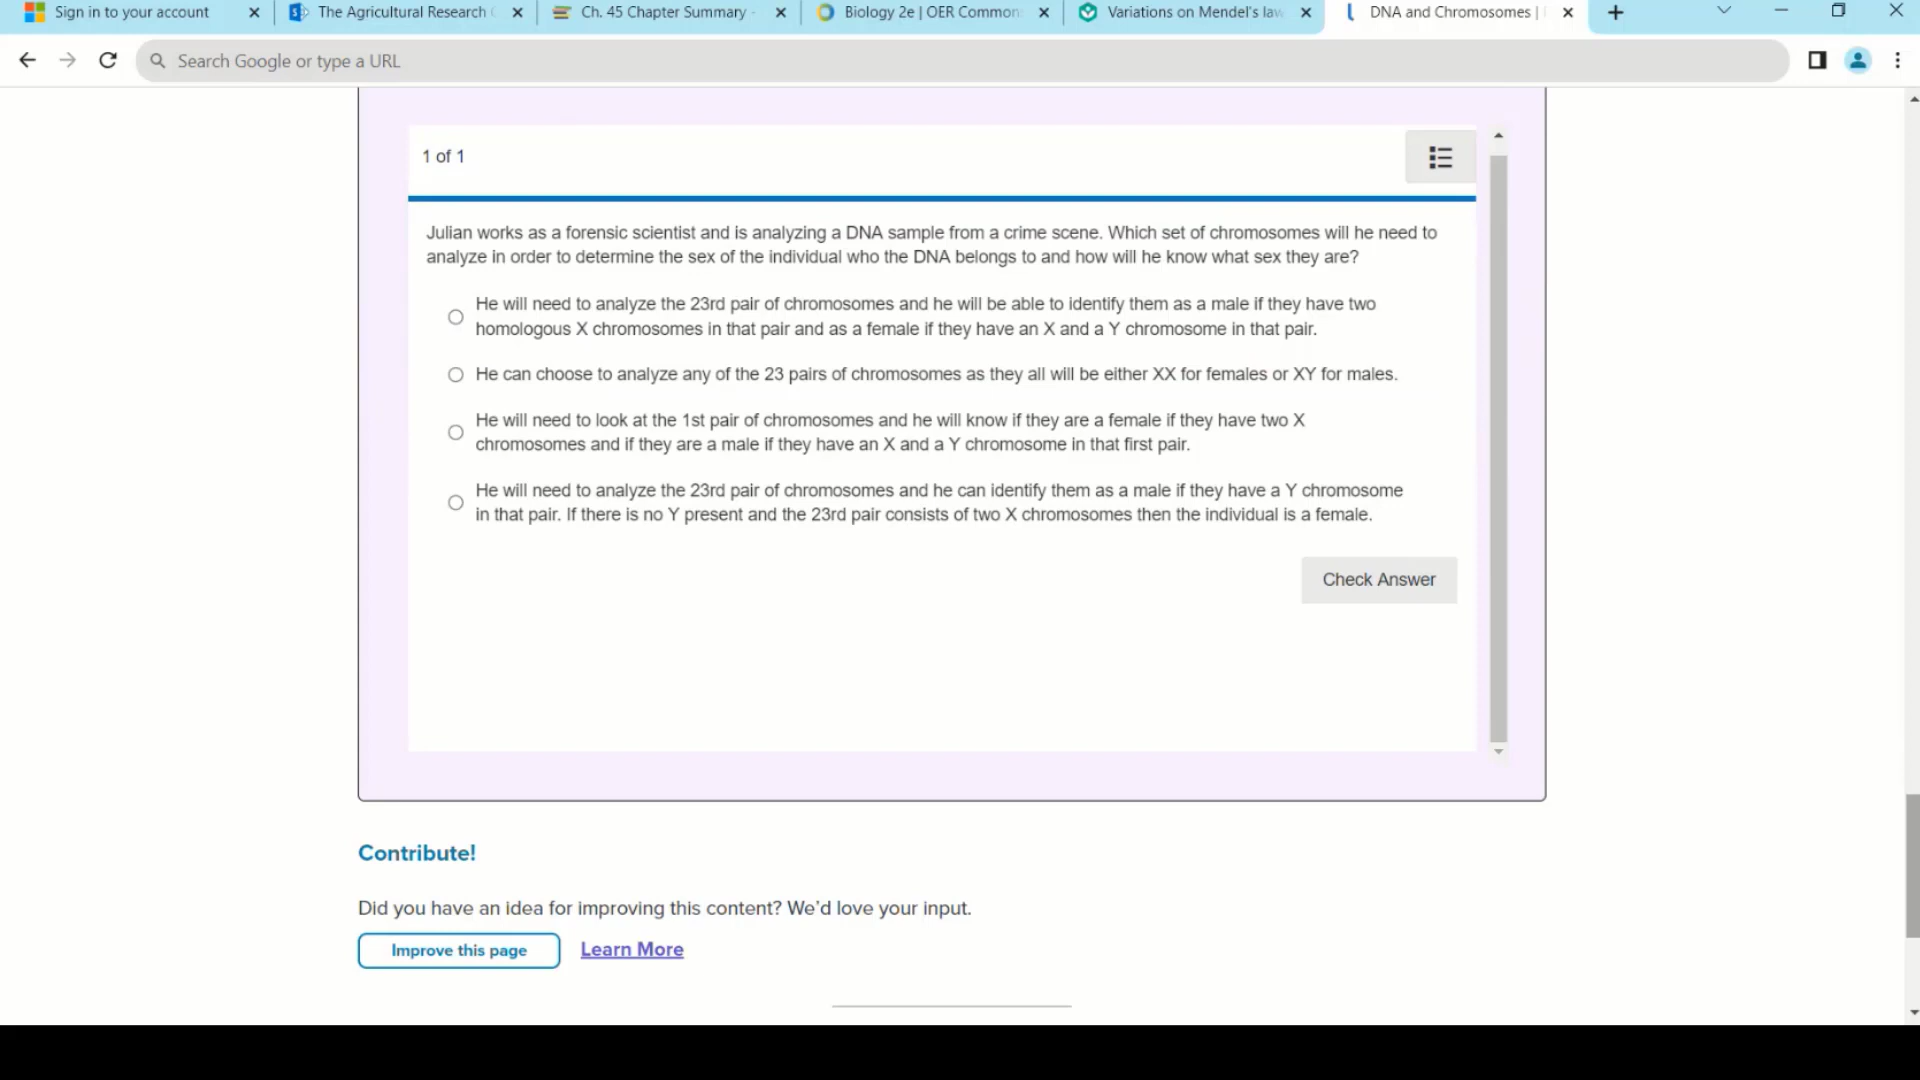 Sign in to your account
The Agricultural Research
Ch. 45 Chapter Summary -
Biology 2e | OER Common
Variations on Mendel's law
DNA and Chromosomes |
Search Google or type a URL
1 of 1
Julian works as a forensic scientist and is analyzing a DNA sample from a crime scene. Which set of chromosomes will he need to
analyze in order to determine the sex of the individual who the DNA belongs to and how will he know what sex they are?
He will need to analyze the 23rd pair of chromosomes and he will be able to identify them as a male if they have two
homologous X chromosomes in that pair and as a female if they have an X and a Y chromosome in that pair.
He can choose to analyze any of the 23 pairs of chromosomes as they all will be either XX for females or XY for males.
He will need to look at the 1st pair of chromosomes and he will know if they are a female if they have two X
chromosomes and if they are a male if they have an X and a Y chromosome in that first pair.
He will need to analyze the 23rd pair of chromosomes and he can identify them as a male if they have a Y chromosome
in that pair. If there is no Y present and the 23rd pair consists of two X chromosomes then the individual is a female.
Check Answer
Contribute!
Did you have an idea for improving this content? We'd love your input.
Improve this page
Learn More